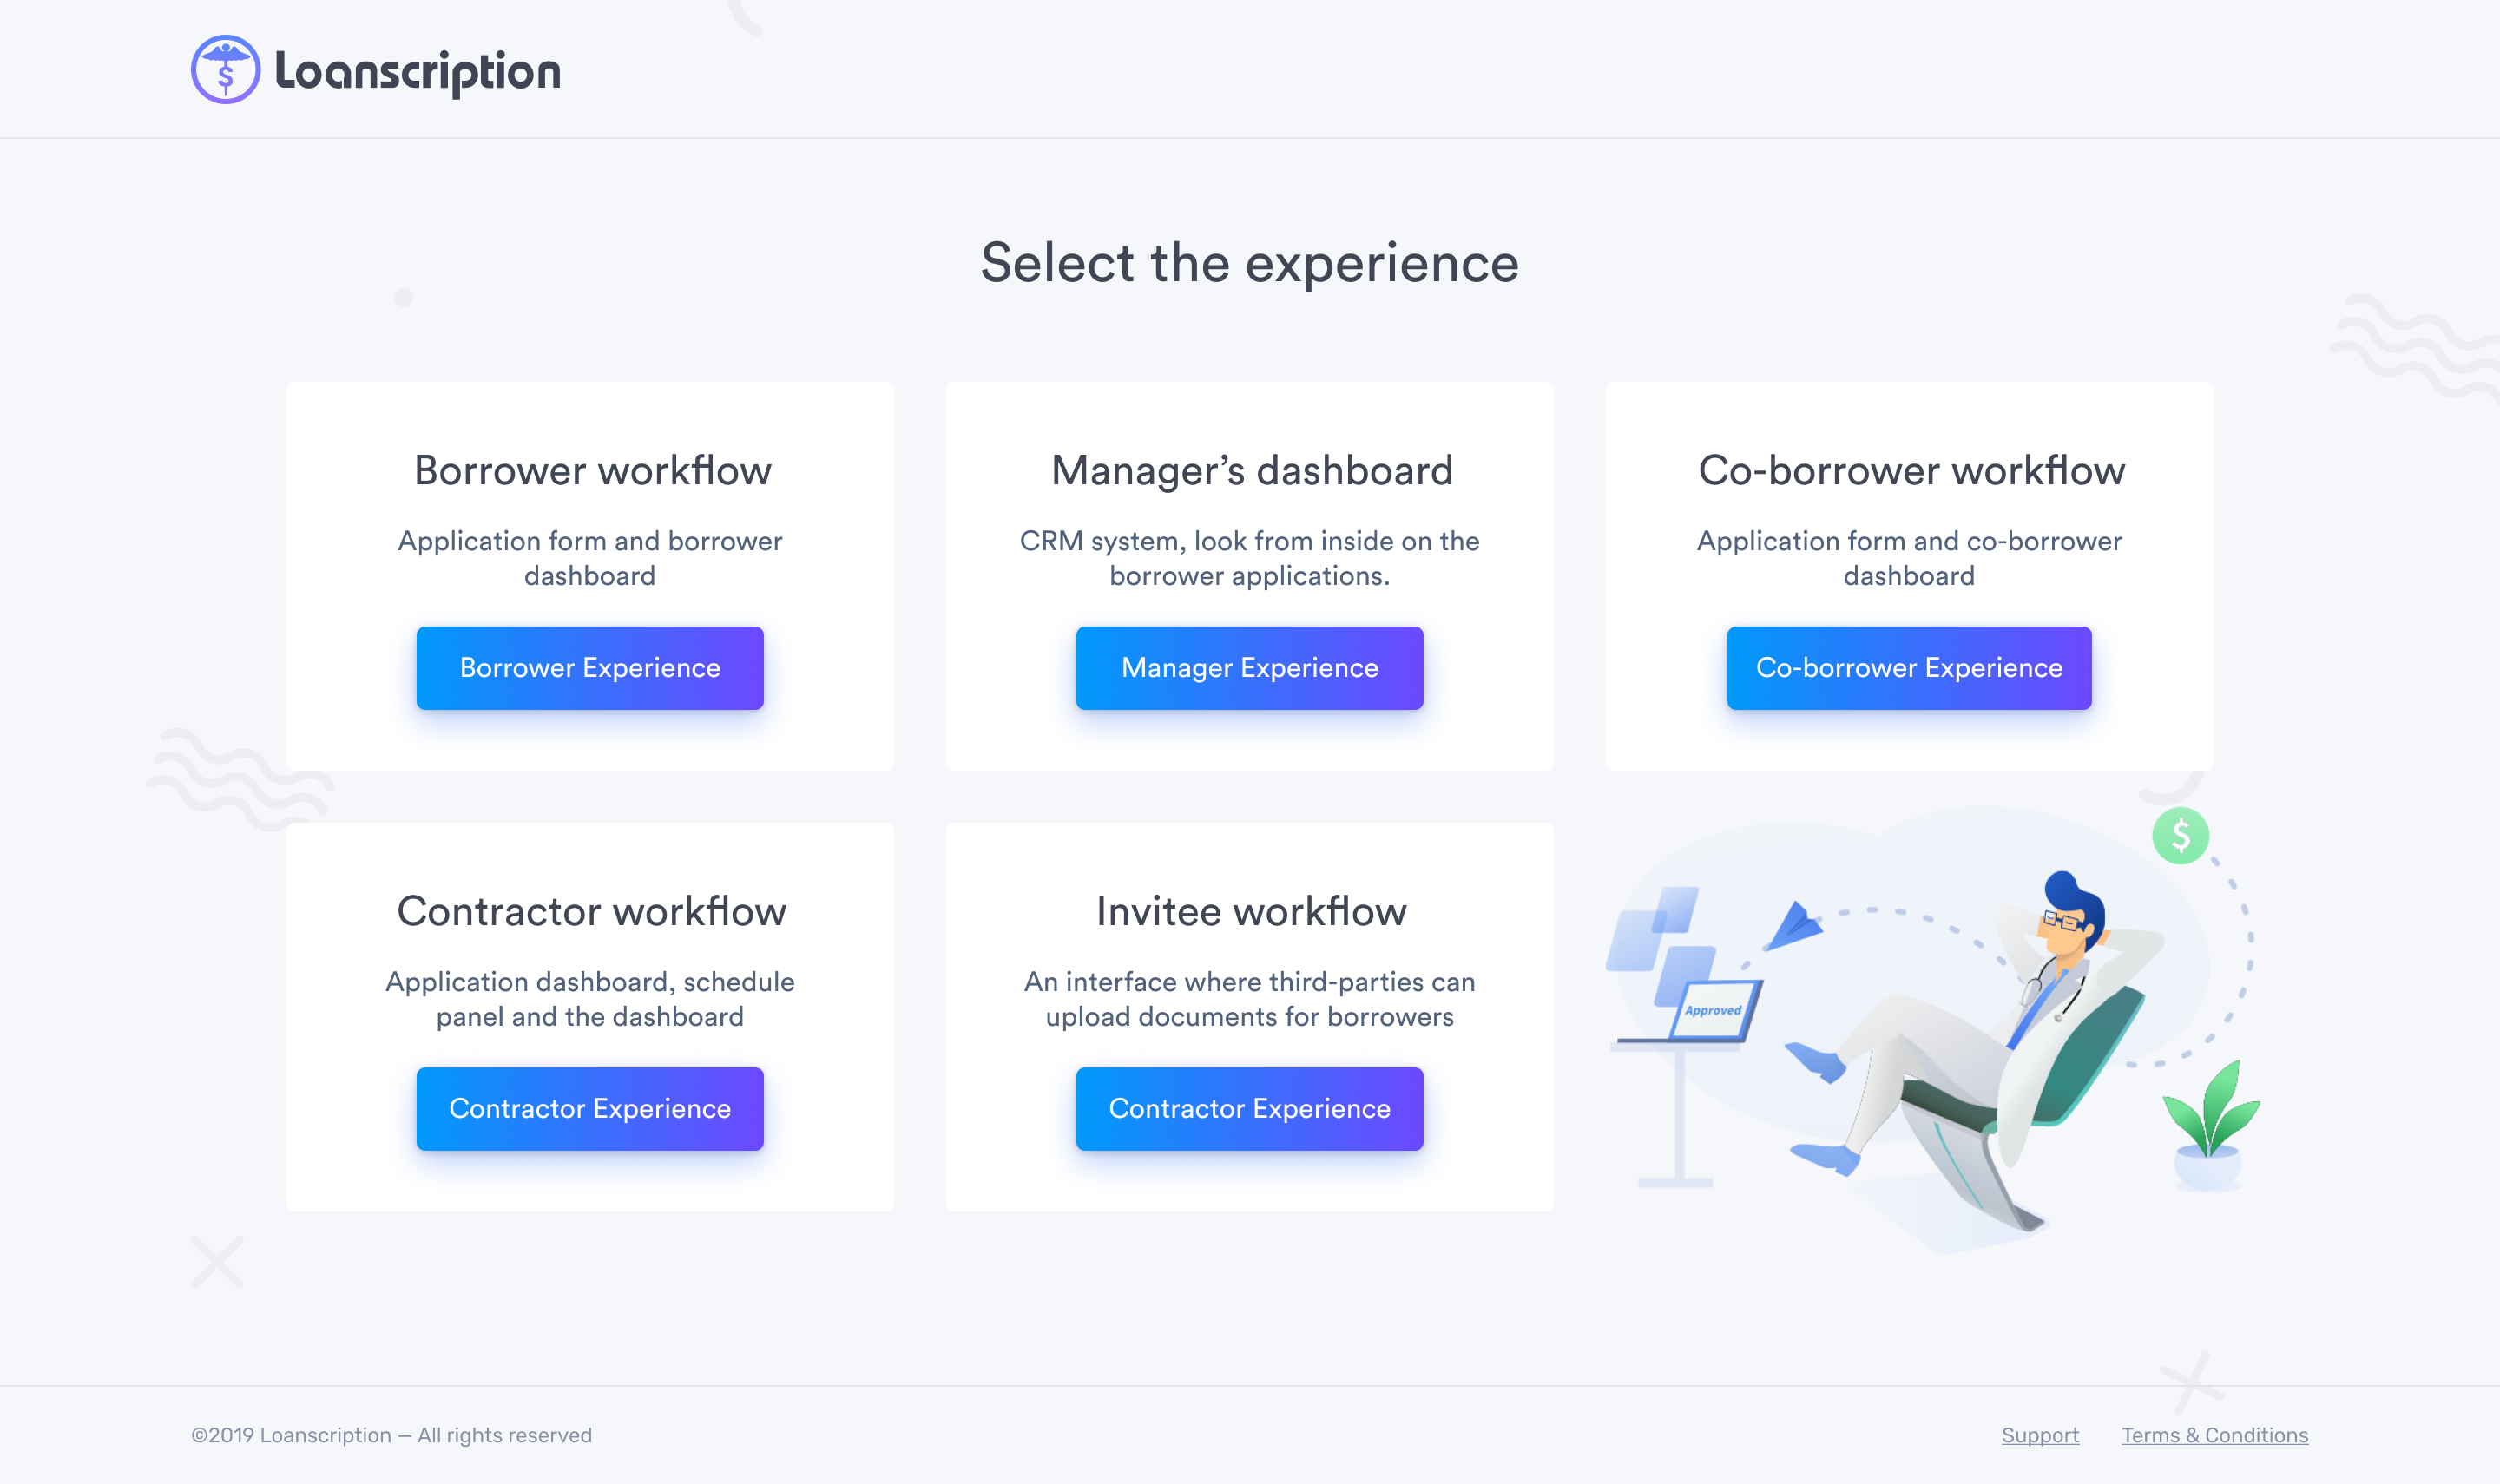 Loanscription
Select the experience
Borrower workflow
Application form and borrower
dashboard
Borrower Experience
Manager’s dashboard
CRM system, look from inside on the
borrower applications.
Manager Experience
Co-borrower workflow
Application form and co-borrower
dashboard
Co-borrower Experience
Contractor workflow
Application dashboard, schedule
panel and the dashboard
Contractor Experience
Invitee workflow
An interface where third-parties can
upload documents for borrowers
Contractor Experience
$
Approved
©2019 Loanscription — All rights reserved
Support
Terms & Conditions